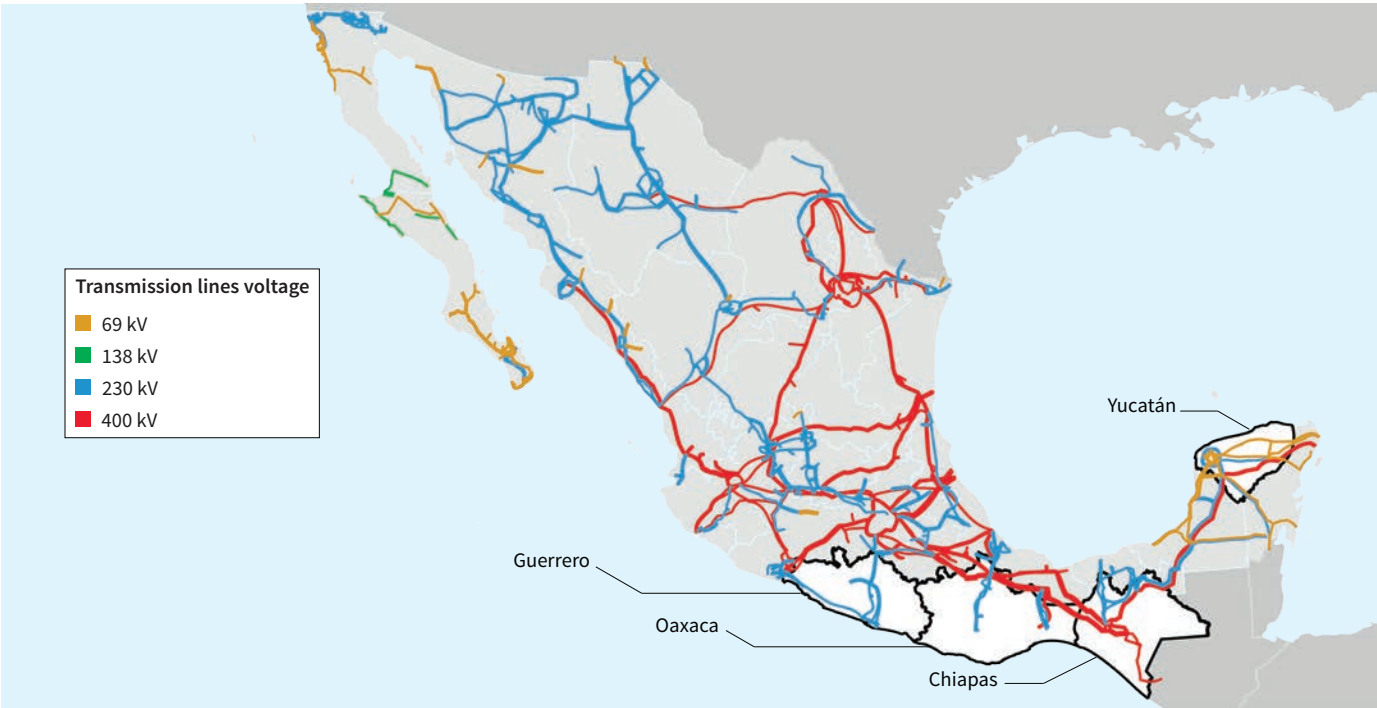 Transmission lines voltage
69 kV
138 kV
230 kV
400 kV
Yucatán
Guerrero
Oaxaca
Chiapas